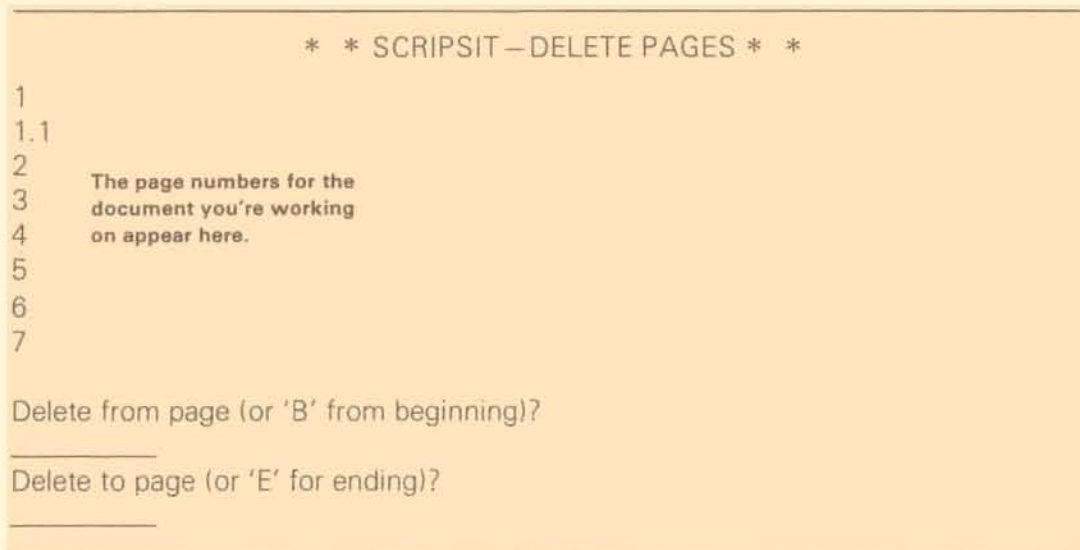 * * SCRIPSIT—DELETE PAGES * *
1
1.1
2
3
4
5
6
7
The page numbers for the
document you're working
on appear here.
Delete from page (or 'B' from beginning)?
Delete to page (or 'E' for ending)?